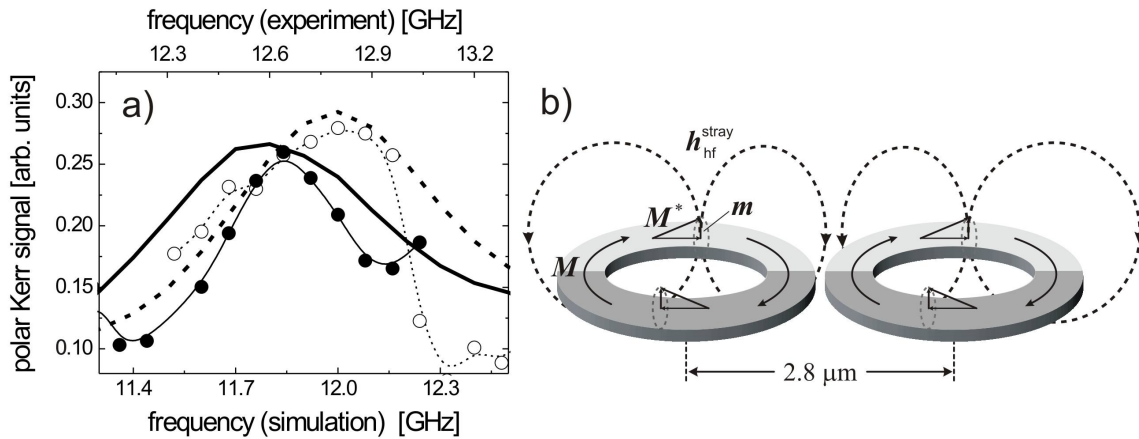 frequency (experiment) [GHz]
12.3 12.6 12.9 13.2
a)
polar Kerr signal [arb. units]
0.30
0.25
0.20
0.15
0.10
11.4 11.7 12.0 12.3
frequency (simulation) [GHz]
b)
h stray hf
M* m
M
2.8 μm